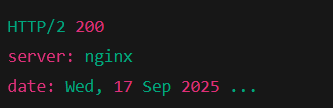 HTTP/2 200
server: nginx
date: Wed, 17 Sep 2025 ...